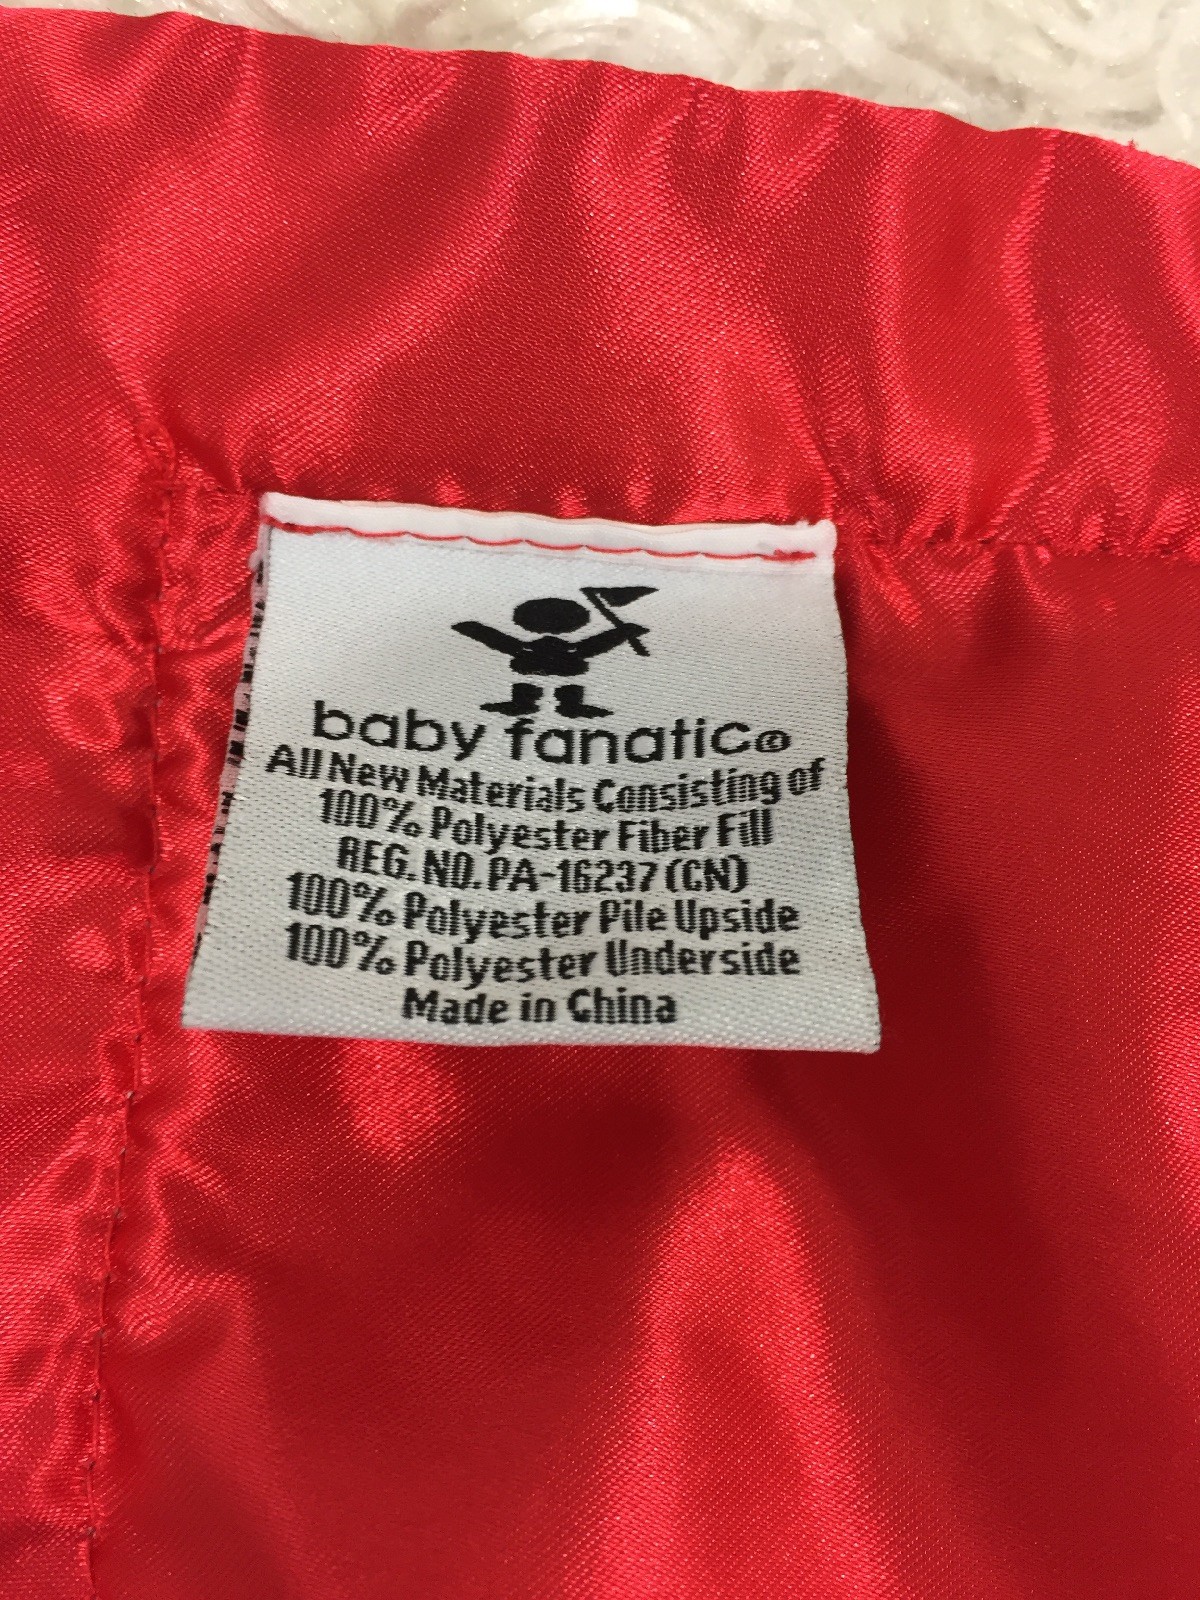 baby fanatic®
All New Materials Consisting of
100% Polyester Fiber Fill
REG. NO. PA-16237 (CN)
100% Polyester Pile Upside
100% Polyester Underside
Made in China